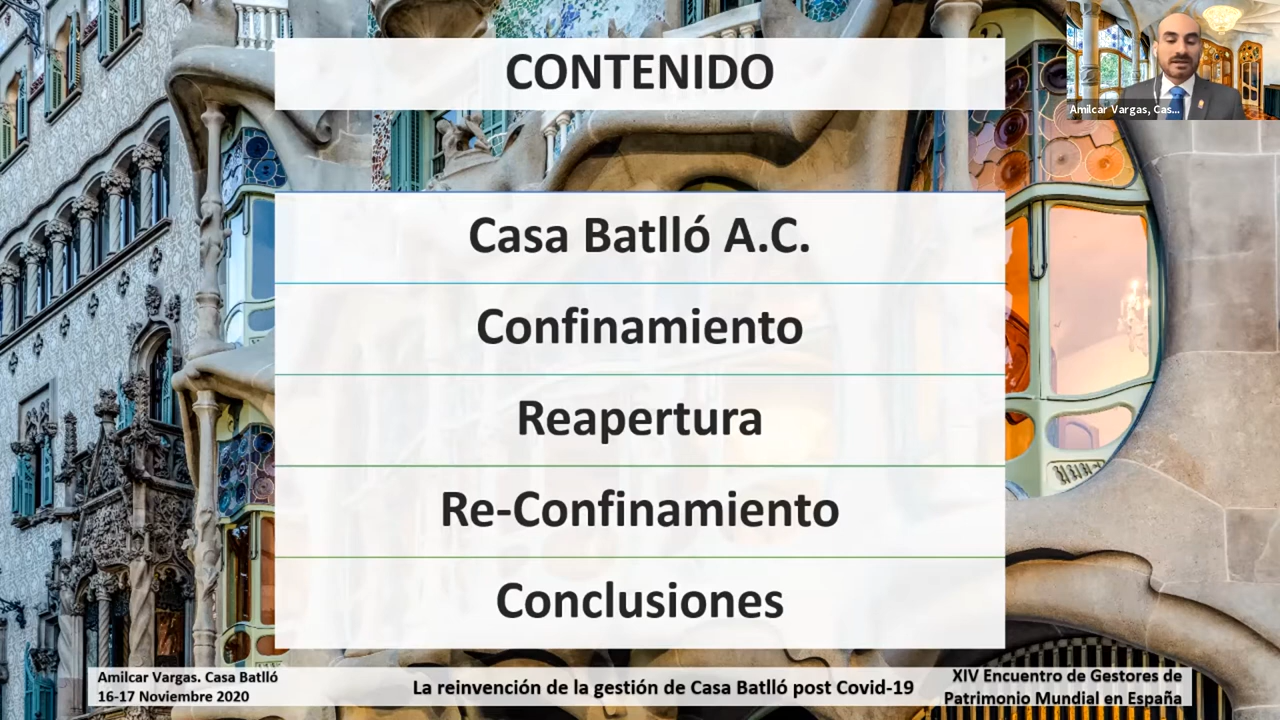 CONTENIDO
Amilcar Vargas, Cas...
Casa Batlló A.C.
Confinamiento
Reapertura
Re-Confinamiento
Conclusiones
Amilcar Vargas. Casa Batlló
16-17 Noviembre 2020
La reinvención de la gestión de Casa Batlló post Covid-19
XIV Encuentro de Gestores de
Patrimonio Mundial en España